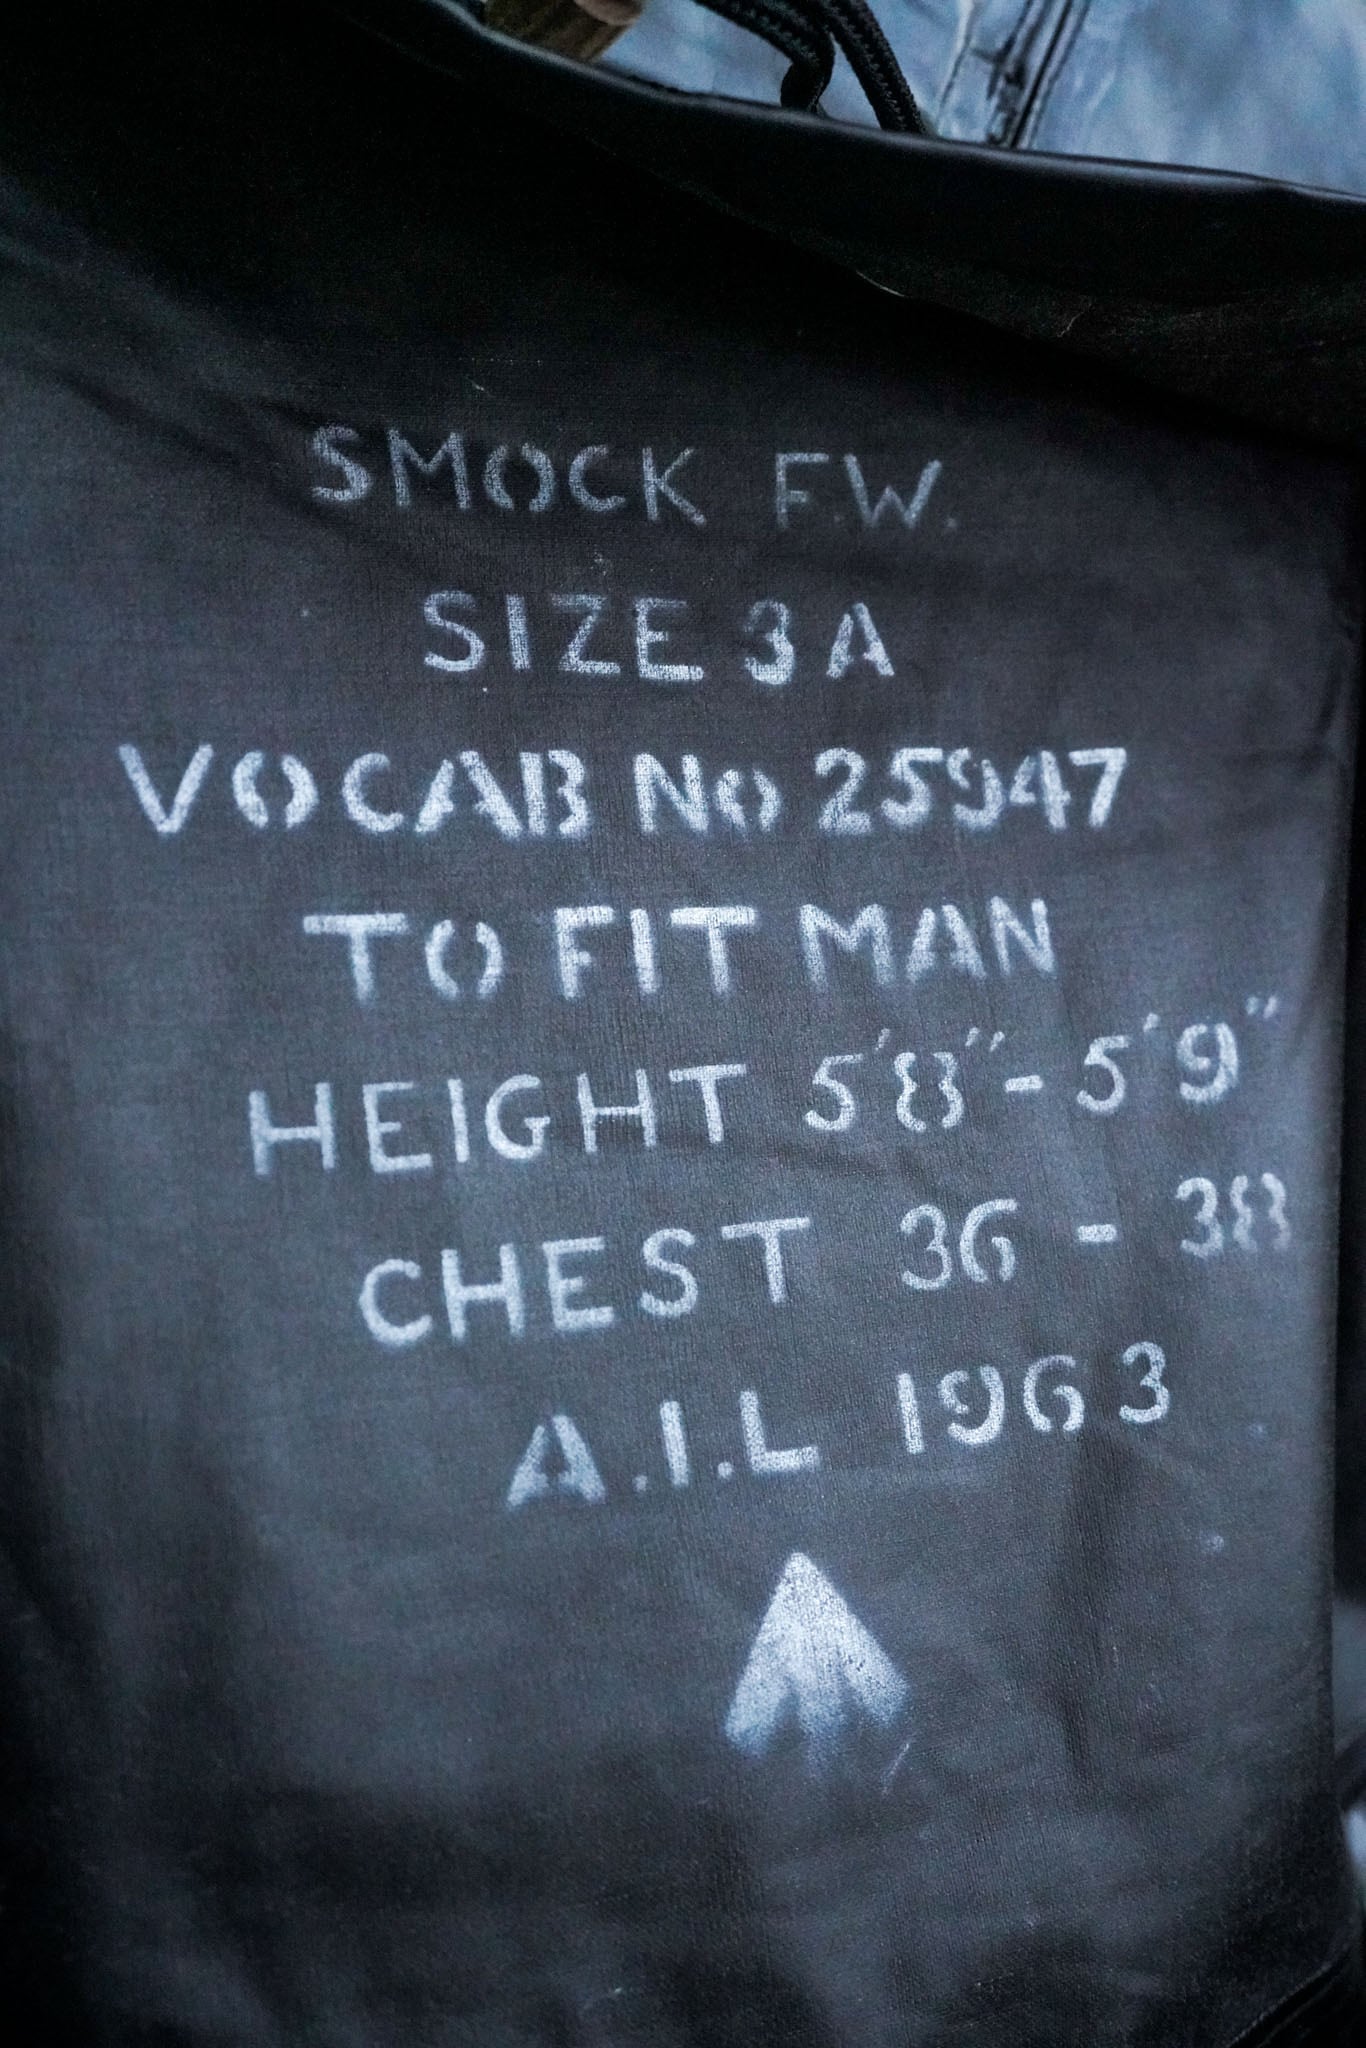 SMOCK F.W.
SIZE 3A
VOCAB No 25947
TO FIT MAN
HEIGHT 5'8"-5'9"
CHEST 36 - 38
A.I.L 1963